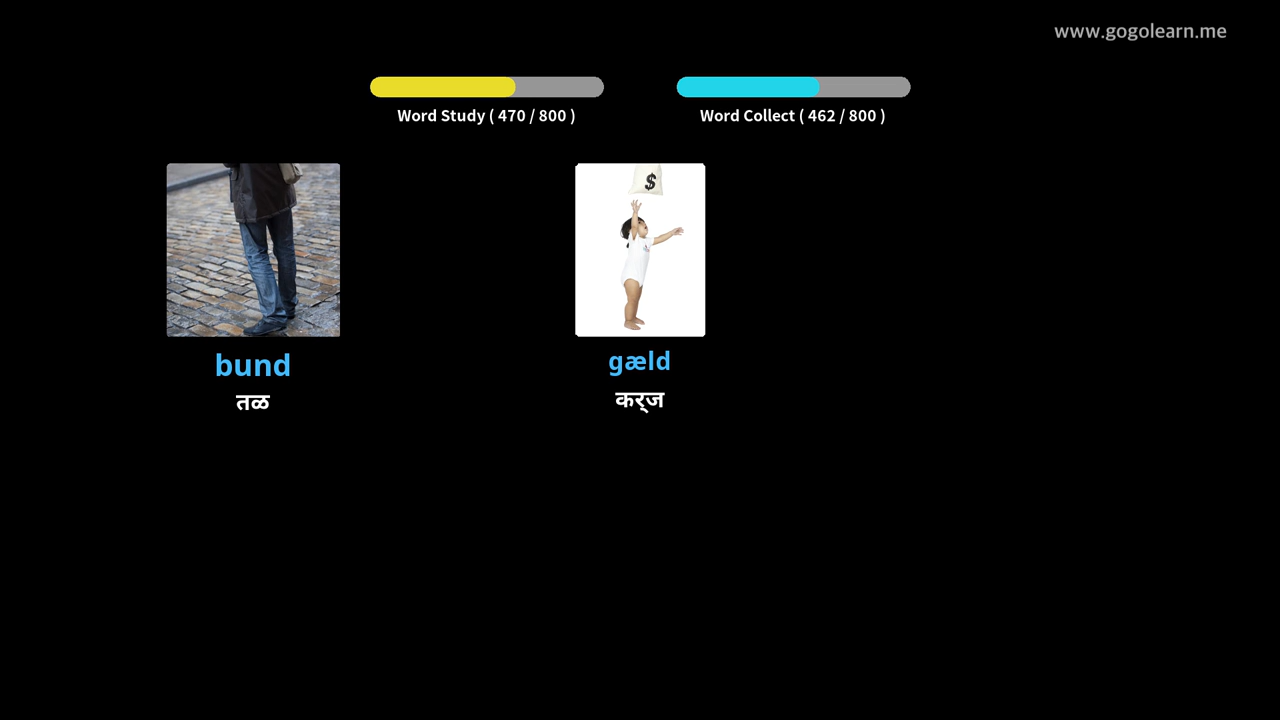 www.gogolearn.me
Word Study ( 470 / 800 )
Word Collect ( 462 / 800 )
$
bund
तळ
gæld
कर्‍ज